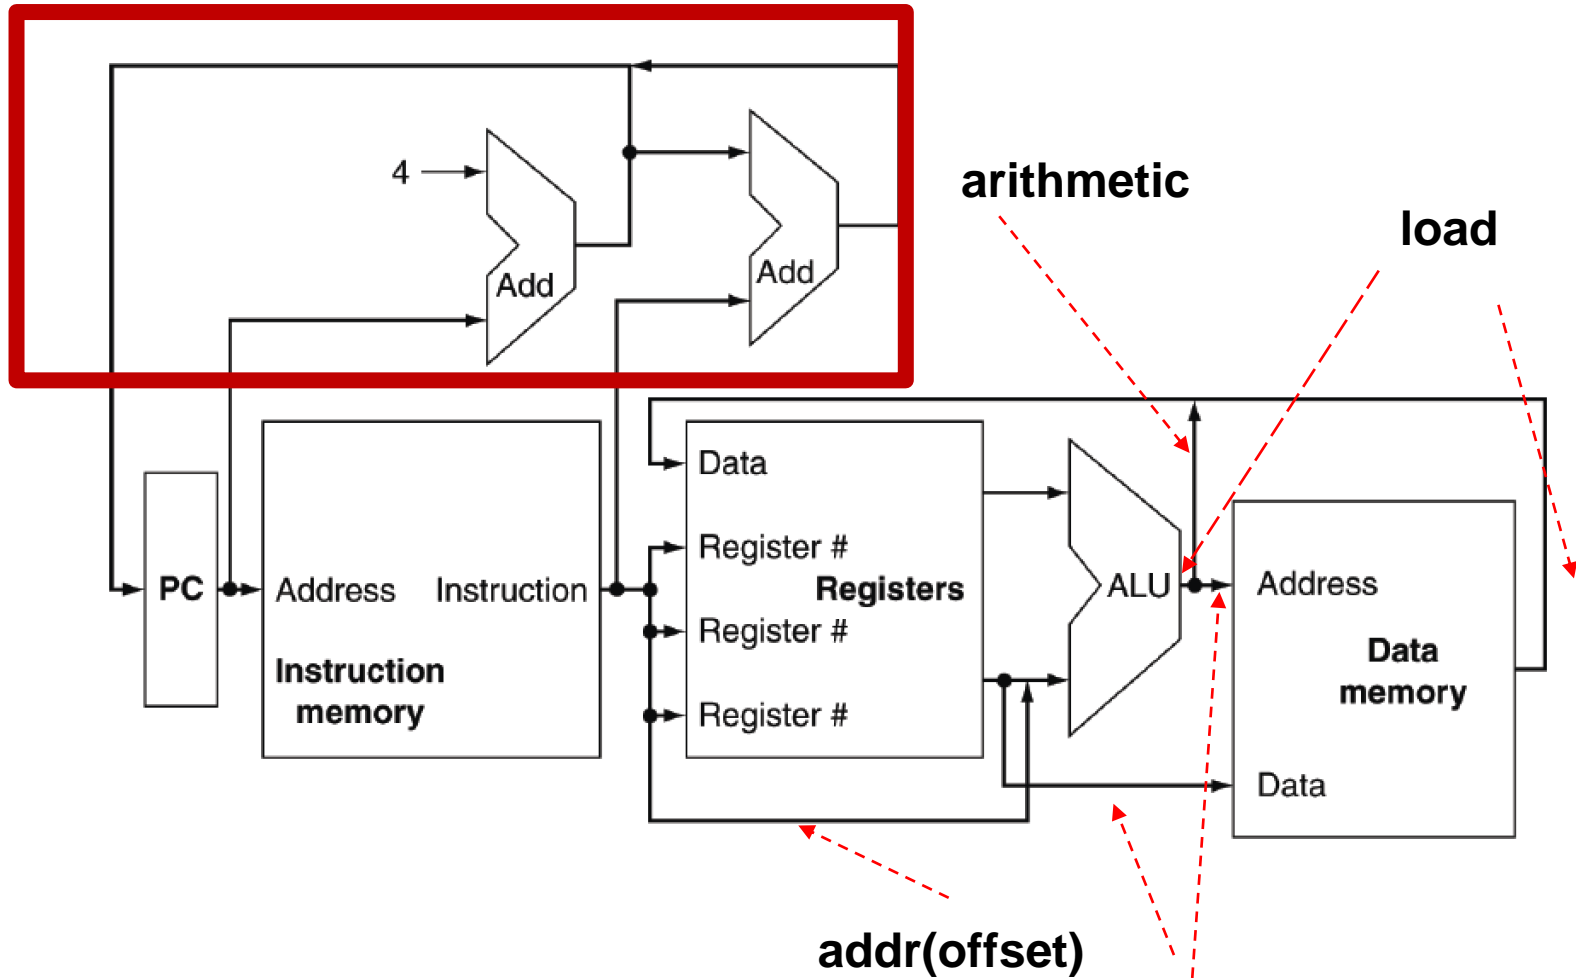 4
Add
Add
arithmetic
load
PC
Address
Instruction
Instruction
memory
Data
Register #
Registers
Register #
Register #
ALU
Address
Data
memory
Data
addr(offset)